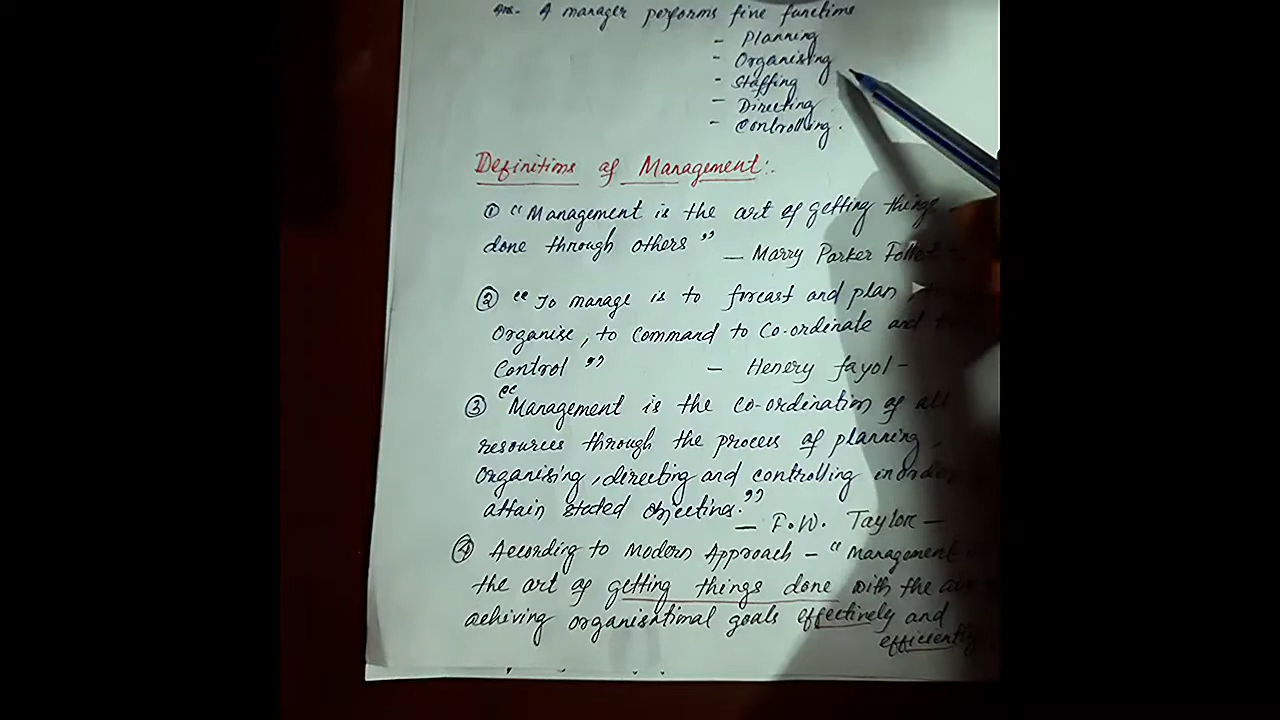 Ans- A manager performs five functions
- Planning
- Organising
- Staffing
- Directing.
- Controlling.
Definitions of Management:-
① "Management is the art of getting things
done through others"
- Marry Parker Follet -
② "To manage is to forcast and plan
Organise, to command to Co-ordinate and
Control"
- Henery fayol -
③ "Management is the co-ordination of all
resources through the process of planning,
Organising, directing and controlling in order
attain stated objectives."
- F.W. Taylor -
④ According to Modern Approach - "Management
the art of getting things done with the
achiving organisational goals effectively and
efficiently